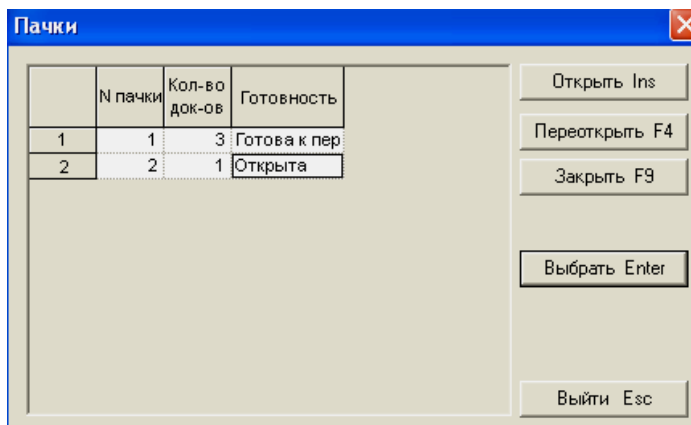 Пачки
N пачки Кол-во док-ов Готовность
1 1 3 Готова к пер
2 2 1 Открыта
Открыть Ins
Переоткрыть F4
Закрыть F9
Выбрать Enter
Выйти Esc